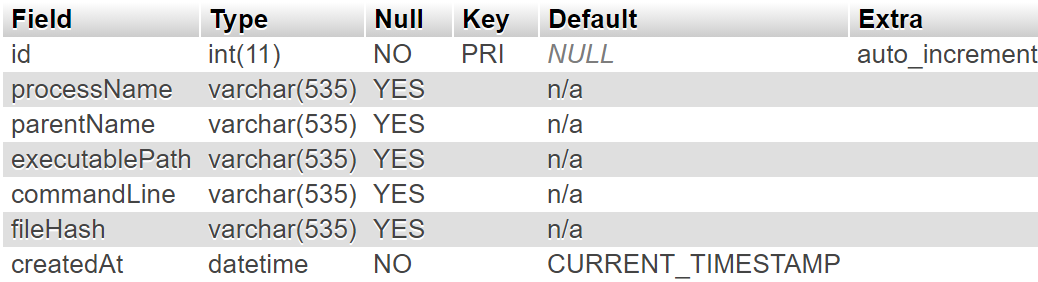 Field Type Null Key Default Extra
id int(11) NO PRI NULL auto_increment
processName varchar(535) YES n/a
parentName varchar(535) YES n/a
executablePath varchar(535) YES n/a
commandLine varchar(535) YES n/a
fileHash varchar(535) YES n/a
createdAt datetime NO CURRENT_TIMESTAMP